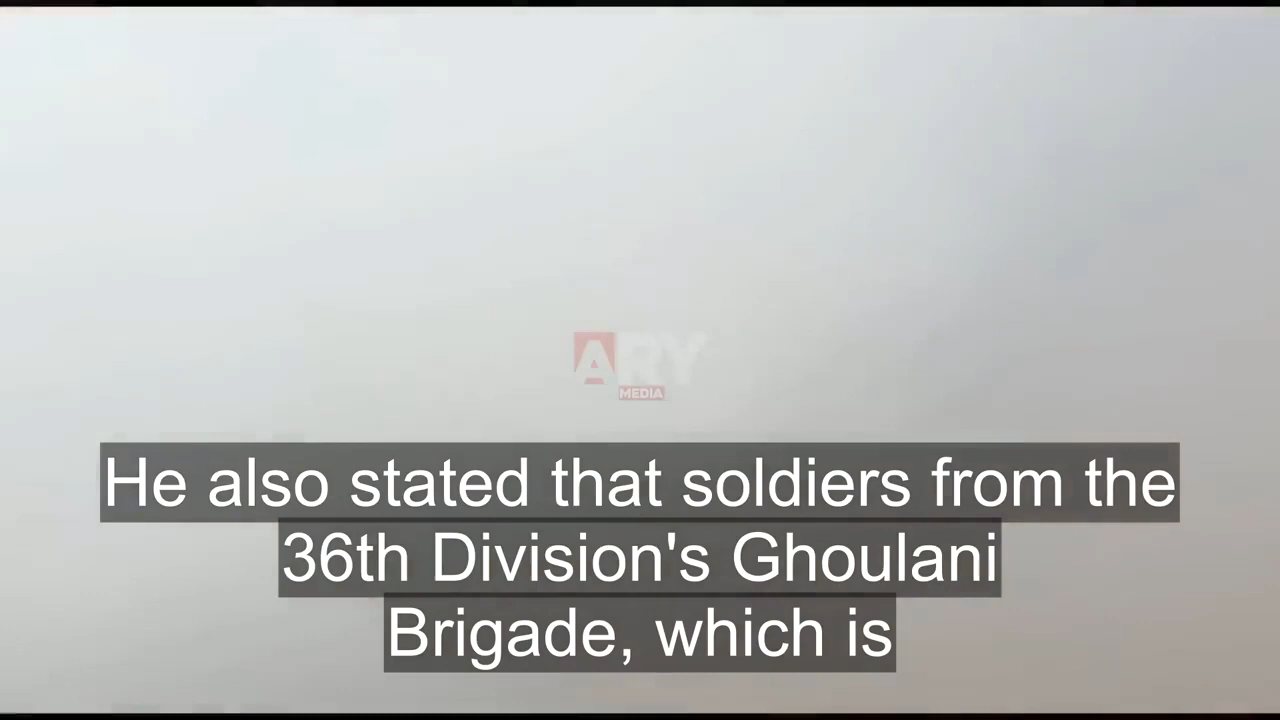 ARY
MEDIA
He also stated that soldiers from the
36th Division's Ghoulani
Brigade, which is